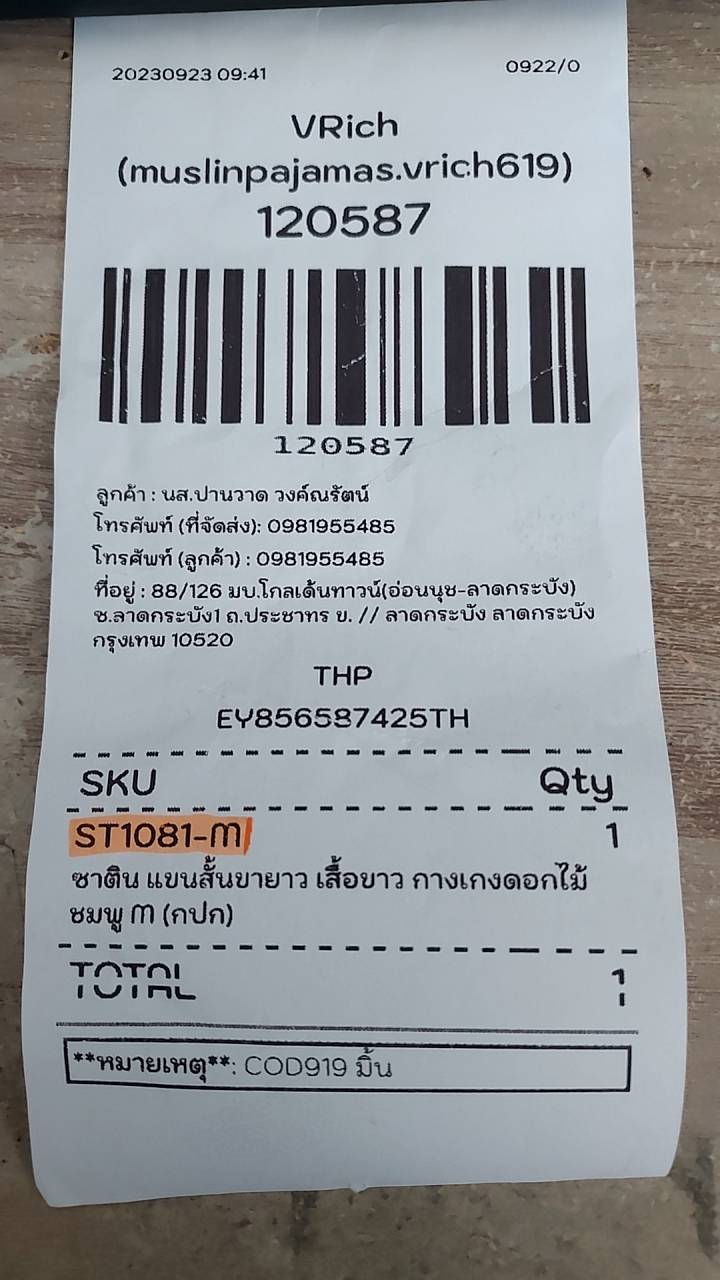 20230923 09:41 0922/0
VRich
(muslinpajamas.vrich619)
120587
120587
ลูกค้า : นส.ปานวาด วงค์ณรัตน์
โทรศัพท์ (ที่จัดส่ง): 0981955485
โทรศัพท์ (ลูกค้า) : 0981955485
ที่อยู่ : 88/126 มบ.โกลเด้นทาวน์(อ่อนนุช-ลาดกระบัง)
ซ.ลาดกระบัง1 ถ.ประชาทร ข. // ลาดกระบัง ลาดกระบัง
กรุงเทพ 10520
THP
EY856587425TH
SKU Qty
ST1081-M 1
ซาติน แขนสั้นขายาว เสื้อขาว กางเกงดอกไม้
ชมพู M (กปก)
TOTAL 1
**หมายเหตุ**: COD919 มิ้น